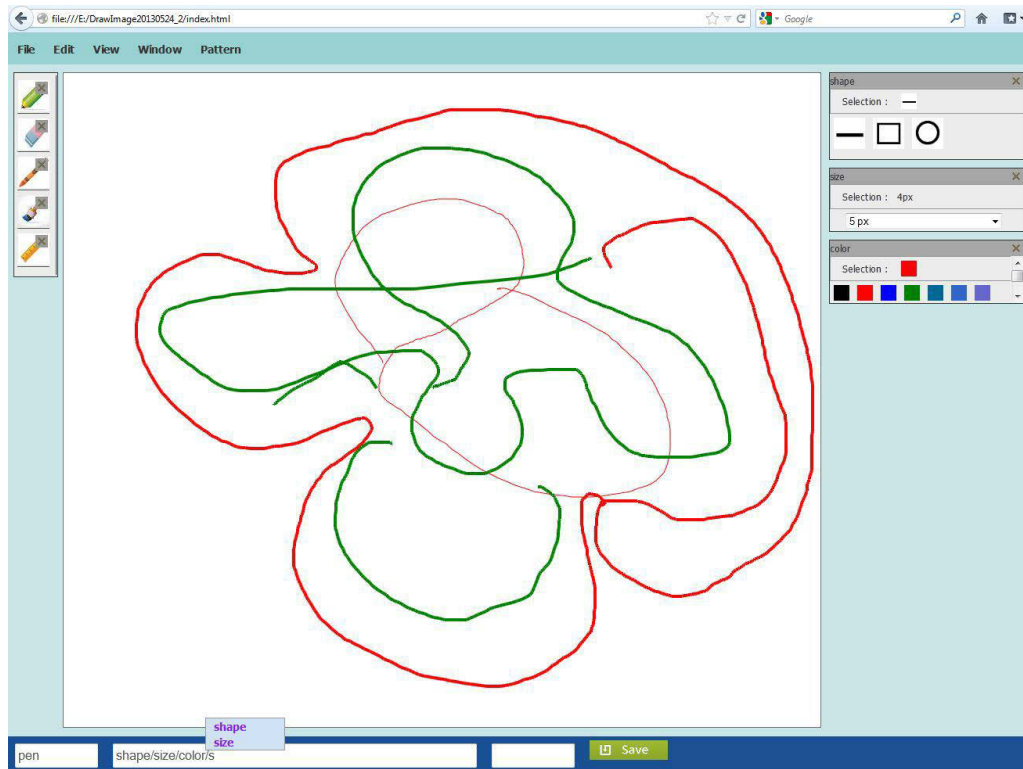 file:///E:/DrawImage20130524_2/index.html
Google
File Edit View Window Pattern
shape
Selection :
size
Selection : 4px
5 px
color
Selection :
shape
size
pen
shape/size/color/s
Save